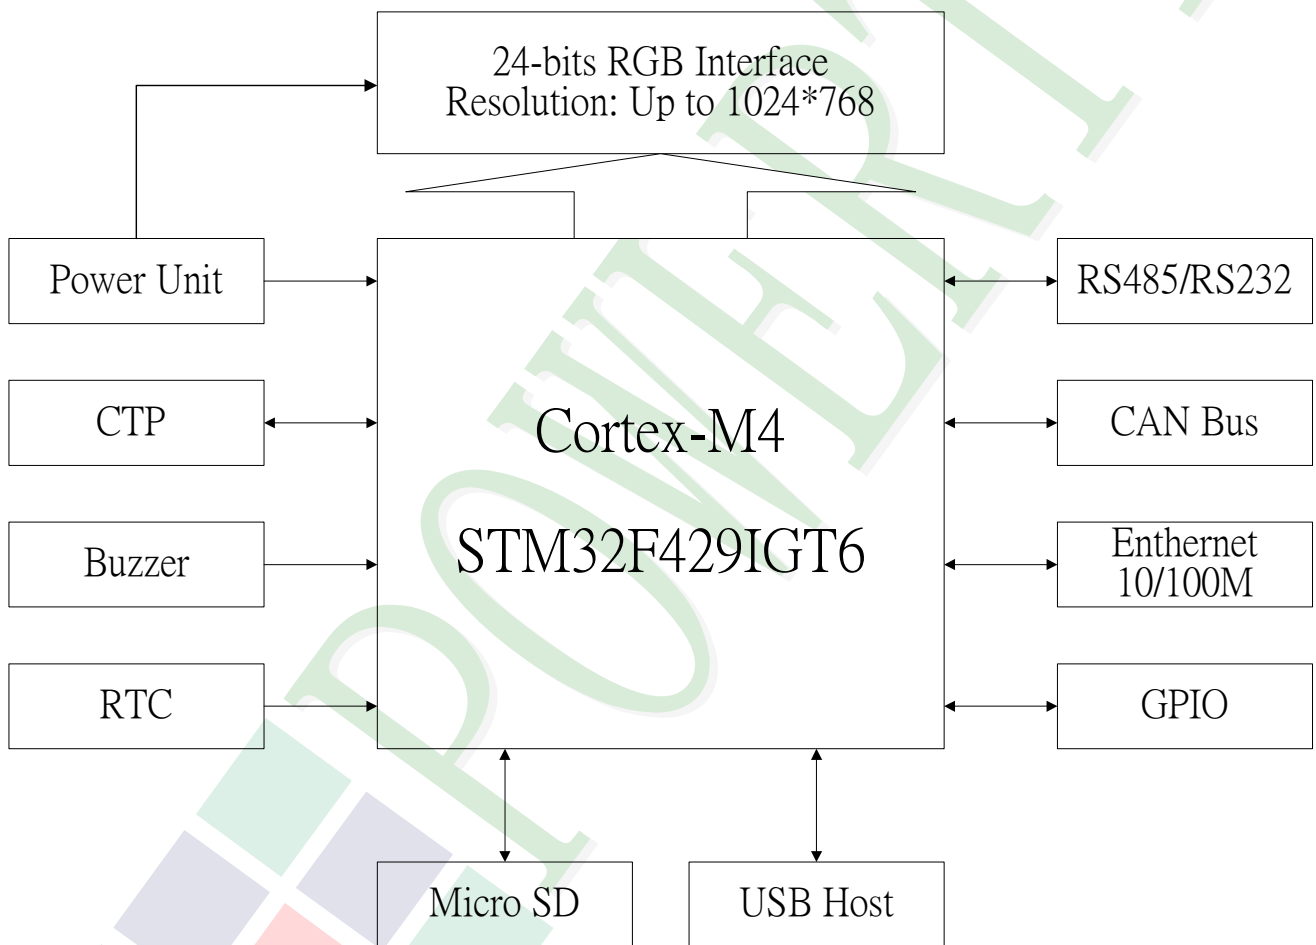 24-bits RGB Interface
Resolution: Up to 1024*768
Power Unit
RS485/RS232
CTP
Cortex-M4
CAN Bus
Buzzer
STM32F429IGT6
Enthernet
10/100M
RTC
GPIO
Micro SD
USB Host
POWERT